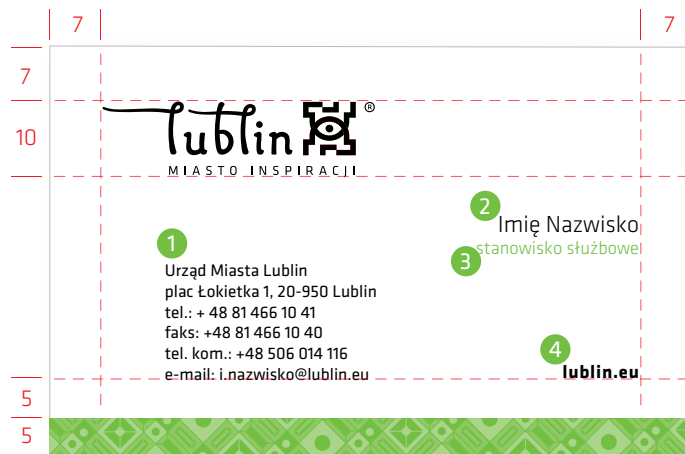 7
7
7
10
lublin ®
MIASTO INSPIRACJI
2
Imię Nazwisko
stanowisko służbowe
3
1
Urząd Miasta Lublin
plac Łokietka 1, 20-950 Lublin
tel.: + 48 81 466 10 41
faks: +48 81 466 10 40
tel. kom.: +48 506 014 116
e-mail: i.nazwisko@lublin.eu
4
lublin.eu
5
5